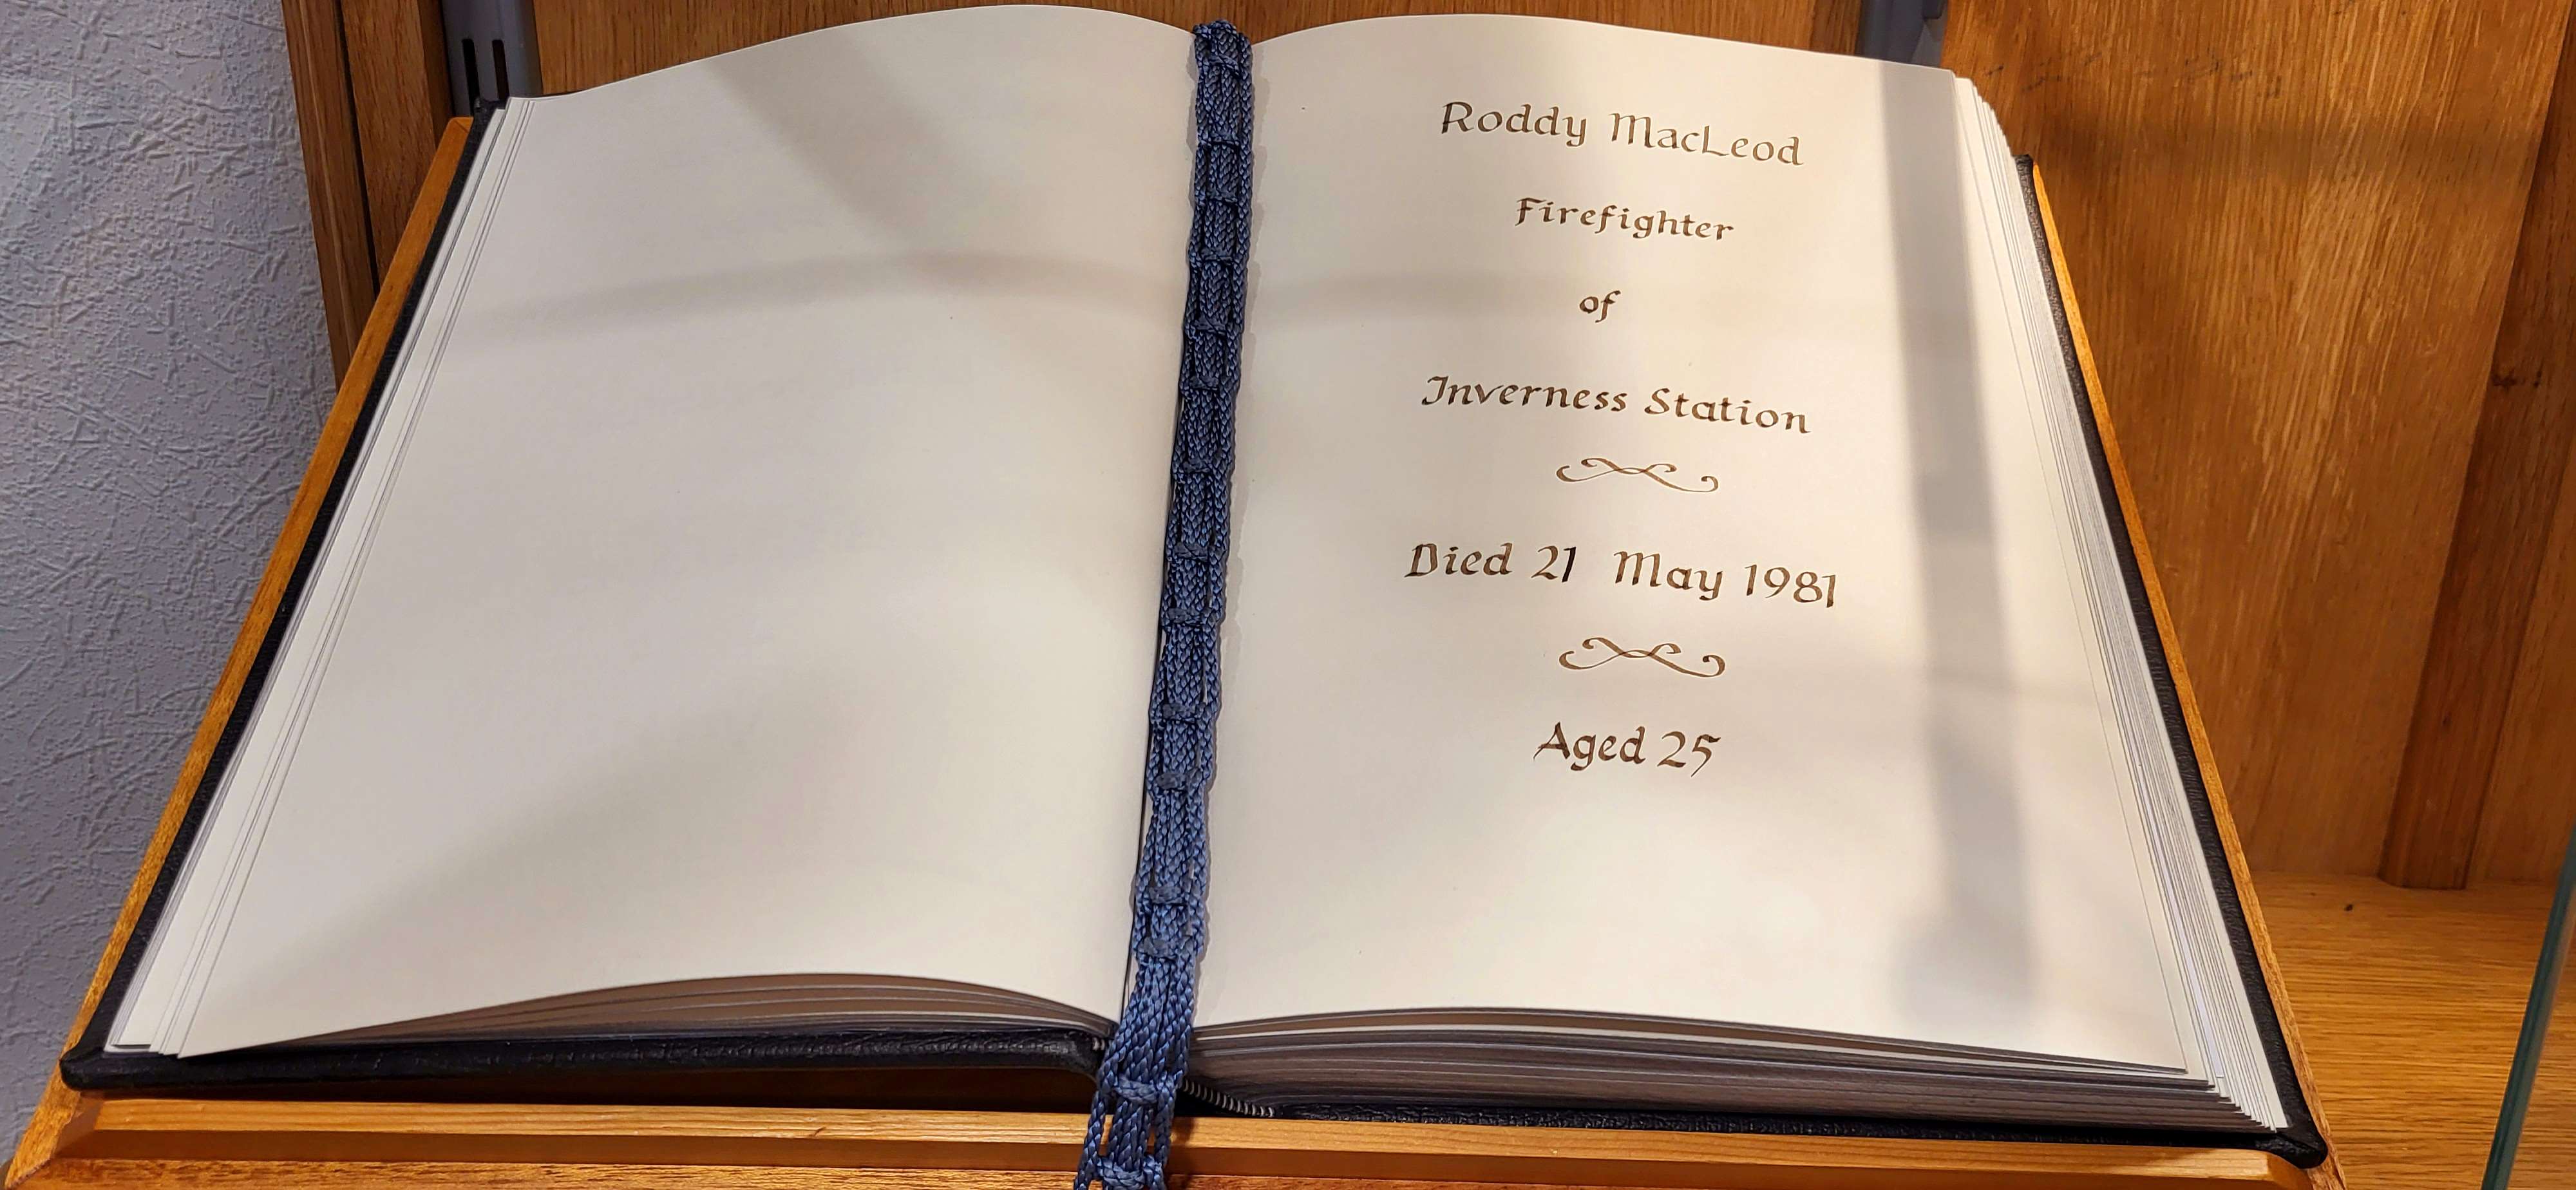 Roddy MacLeod
Firefighter
of
Inverness Station
Died 21 May 1981
Aged 25